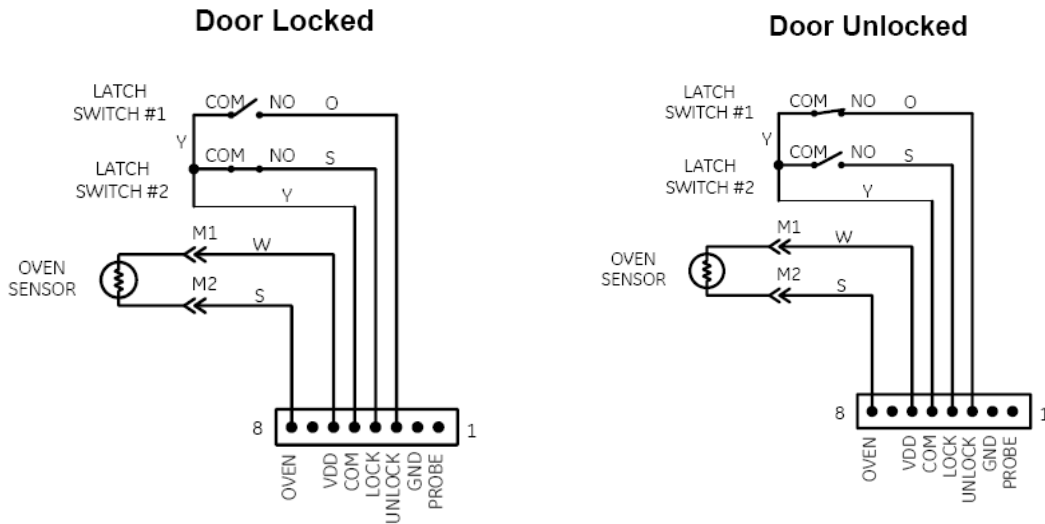 Door Locked
LATCH
SWITCH #1
COM
NO
O
Y
LATCH
SWITCH #2
COM
NO
S
Y
M1
W
OVEN
SENSOR
M2
S
8
1
OVEN
VDD
COM
LOCK
UNLOCK
GND
PROBE
Door Unlocked
LATCH
SWITCH #1
COM
NO
O
Y
LATCH
SWITCH #2
COM
NO
S
Y
M1
W
OVEN
SENSOR
M2
S
8
1
OVEN
VDD
COM
LOCK
UNLOCK
GND
PROBE